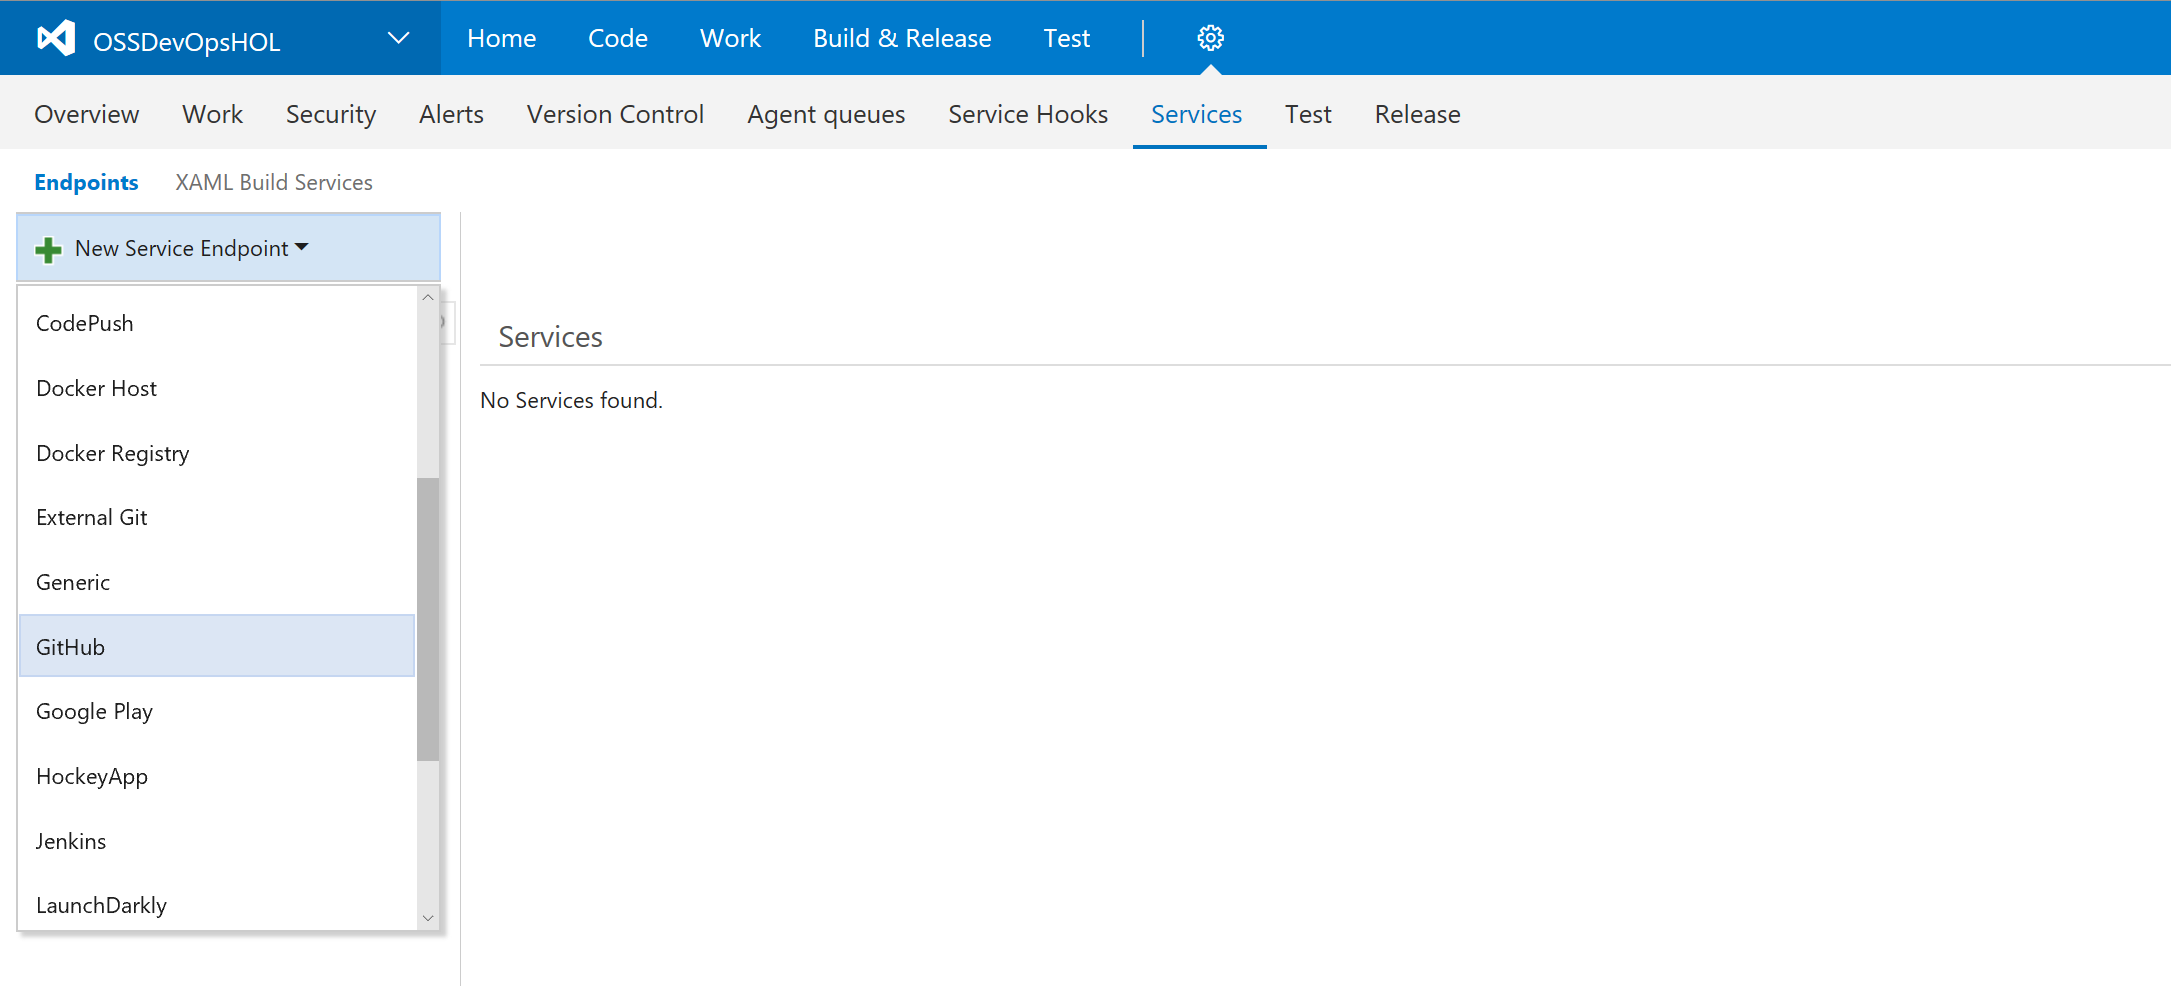 OSSDevOpsHOL Home Code Work Build & Release Test
Overview Work Security Alerts Version Control Agent queues Service Hooks Services Test Release
Endpoints XAML Build Services
New Service Endpoint
CodePush
Docker Host
Docker Registry
External Git
Generic
GitHub
Google Play
HockeyApp
Jenkins
LaunchDarkly
Services
No Services found.